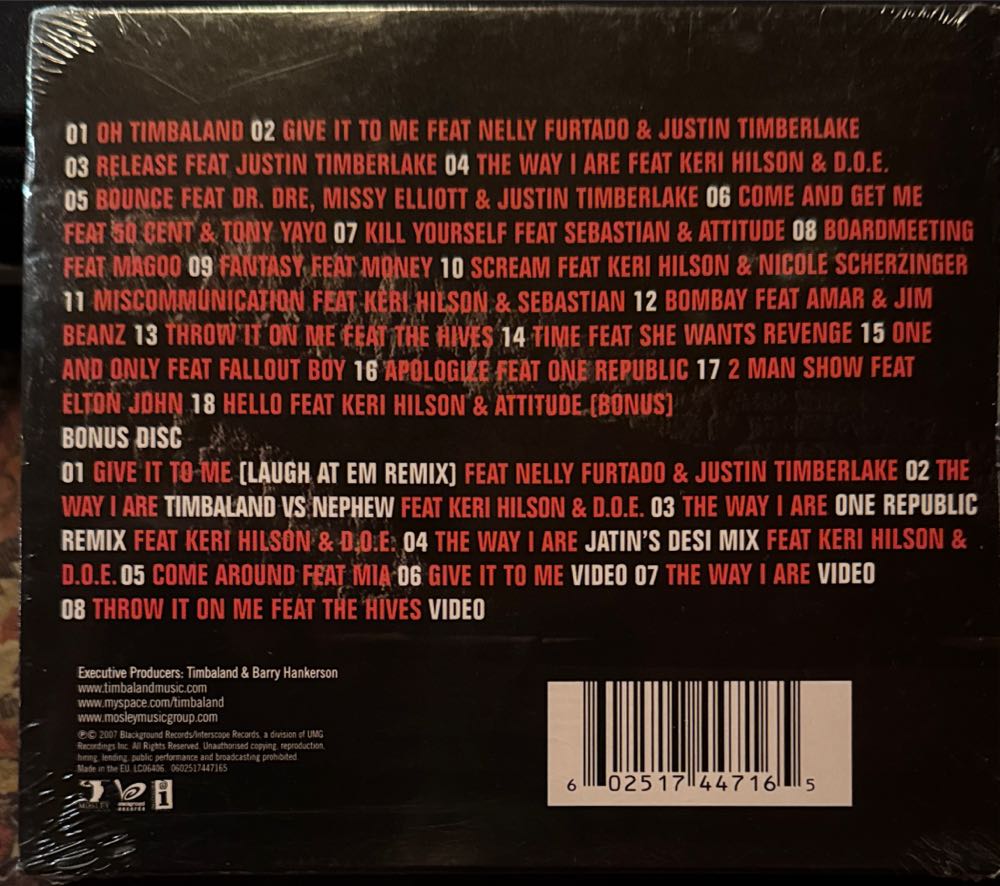 01 OH TIMBALAND 02 GIVE IT TO ME FEAT NELLY FURTADO & JUSTIN TIMBERLAKE
03 RELEASE FEAT JUSTIN TIMBERLAKE 04 THE WAY I ARE FEAT KERI HILSON & D.O.E.
05 BOUNCE FEAT DR. DRE, MISSY ELLIOTT & JUSTIN TIMBERLAKE 06 COME AND GET ME
FEAT 50 CENT & TONY YAYO 07 KILL YOURSELF FEAT SEBASTIAN & ATTITUDE 08 BOARDMEETING
FEAT MAGOO 09 FANTASY FEAT MONEY 10 SCREAM FEAT KERI HILSON & NICOLE SCHERZINGER
11 MISCOMMUNICATION FEAT KERI HILSON & SEBASTIAN 12 BOMBAY FEAT AMAR & JIM
BEANZ 13 THROW IT ON ME FEAT THE HIVES 14 TIME FEAT SHE WANTS REVENGE 15 ONE
AND ONLY FEAT FALLOUT BOY 16 APOLOGIZE FEAT ONE REPUBLIC 17 2 MAN SHOW FEAT
ELTON JOHN 18 HELLO FEAT KERI HILSON & ATTITUDE (BONUS)
BONUS DISC
01 GIVE IT TO ME (LAUGH AT EM REMIX) FEAT NELLY FURTADO & JUSTIN TIMBERLAKE 02 THE
WAY I ARE TIMBALAND VS NEPHEW FEAT KERI HILSON & D.O.E. 03 THE WAY I ARE ONE REPUBLIC
REMIX FEAT KERI HILSON & D.O.E. 04 THE WAY I ARE JATIN'S DESI MIX FEAT KERI HILSON &
D.O.E. 05 COME AROUND FEAT MIA 06 GIVE IT TO ME VIDEO 07 THE WAY I ARE VIDEO
08 THROW IT ON ME FEAT THE HIVES VIDEO
Executive Producers: Timbaland & Barry Hankerson
www.timbalandmusic.com
www.myspace.com/timbaland
www.mosleymusicgroup.com
℗© 2007 Blackground Records/Interscope Records, a division of UMG
Recordings Inc. All Rights Reserved. Unauthorised copying, reproduction,
hiring, lending, public performance and broadcasting prohibited.
Made in the EU. LC06406. 0602517447165
MOSLEY blackground RECORDS i
6 02517 44716 5